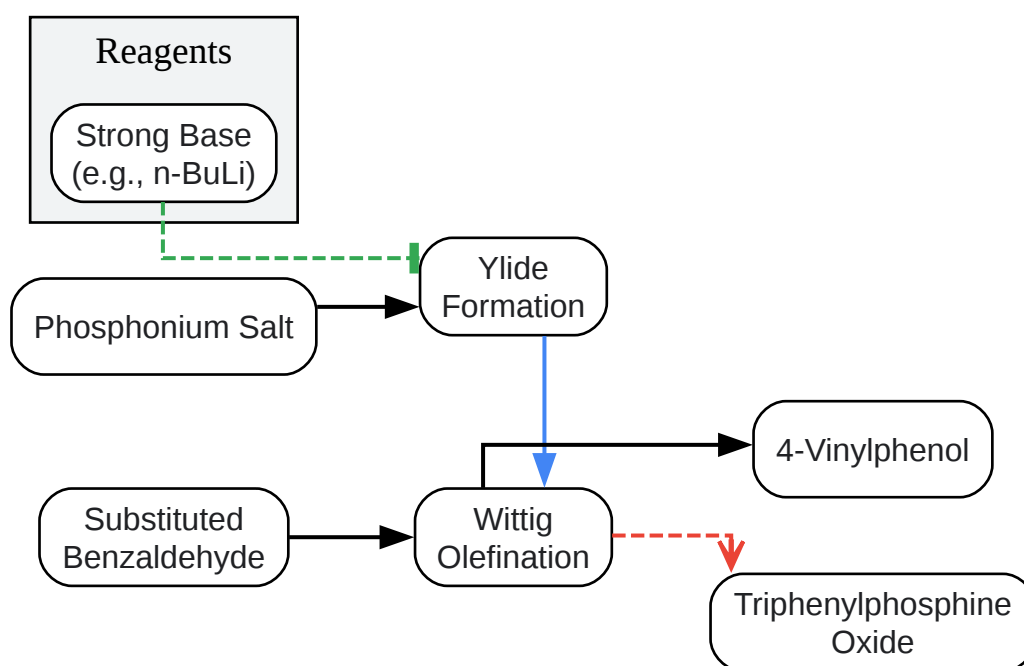 Reagents
Strong Base
(e.g., n-BuLi)
Ylide
Formation
Phosphonium Salt
4-Vinylphenol
Substituted
Benzaldehyde
Wittig
Olefination
Triphenylphosphine
Oxide